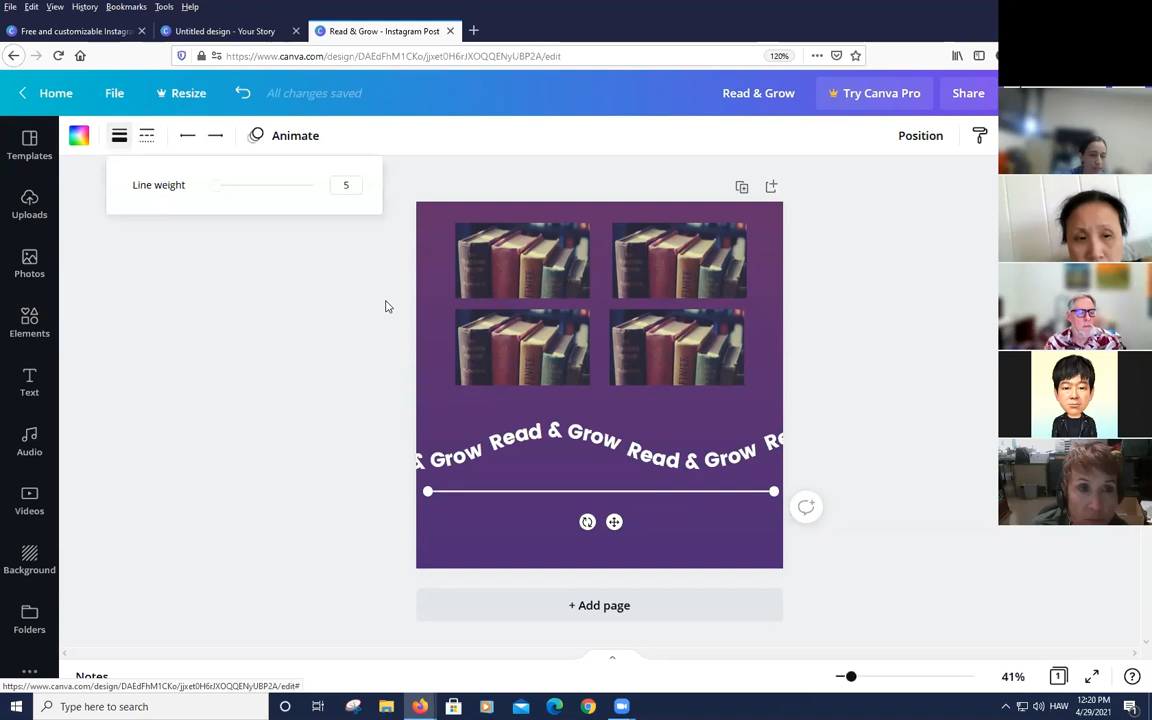 File Edit View History Bookmarks Tools Help
Free and customizable Instagra
Untitled design - Your Story
Read & Grow - Instagram Post
https://www.canva.com/design/DAEdFhM1CKo/jjxet0H6rJXOQQENyUBP2A/edit
120%
Home
File
Resize
All changes saved
Read & Grow
Try Canva Pro
Share
Animate
Position
Line weight
5
Templates
Uploads
Photos
Elements
Text
Audio
Videos
Background
Folders
& Grow Read & Grow Read & Grow Re
+ Add page
Notes
https://www.canva.com/design/DAEdFhM1CKo/jjxet0H6rJXOQQENyUBP2A/edit#
41%
1
?
Type here to search
HAW
12:20 PM
4/29/2021